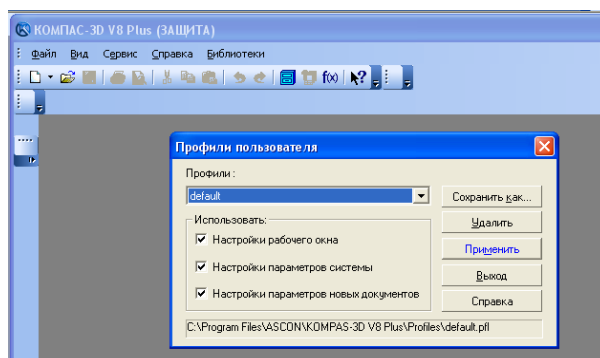 КОМПАС-3D V8 Plus (ЗАЩИТА)
Файл Вид Сервис Справка Библиотеки
f(x)
Профили пользователя
Профили:
default
Сохранить как...
Использовать:
Удалить
Настройки рабочего окна
Применить
Настройки параметров системы
Выход
Настройки параметров новых документов
Справка
C:\Program Files\ASCON\KOMPAS-3D V8 Plus\Profiles\default.pfl